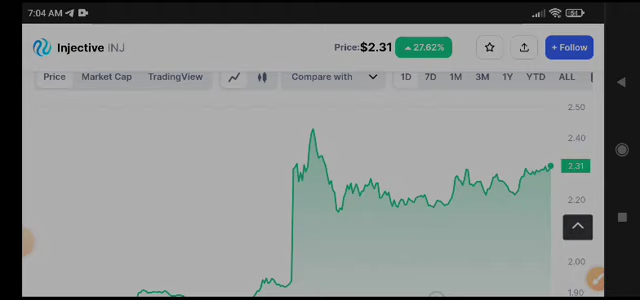 7:04 AM
Injective INJ
Price: $2.31
27.62%
+ Follow
Price
Market Cap
TradingView
Compare with
1D
7D
1M
3M
1Y
YTD
ALL
2.50
2.40
2.31
2.20
2.00
1.90